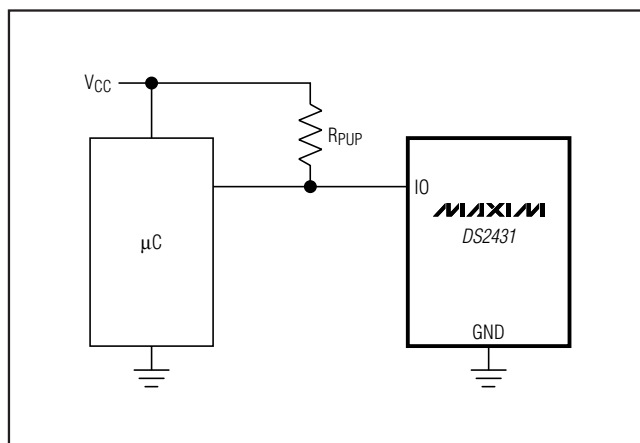 VCC
RPUP
IO
MAXIM
DS2431
µC
GND